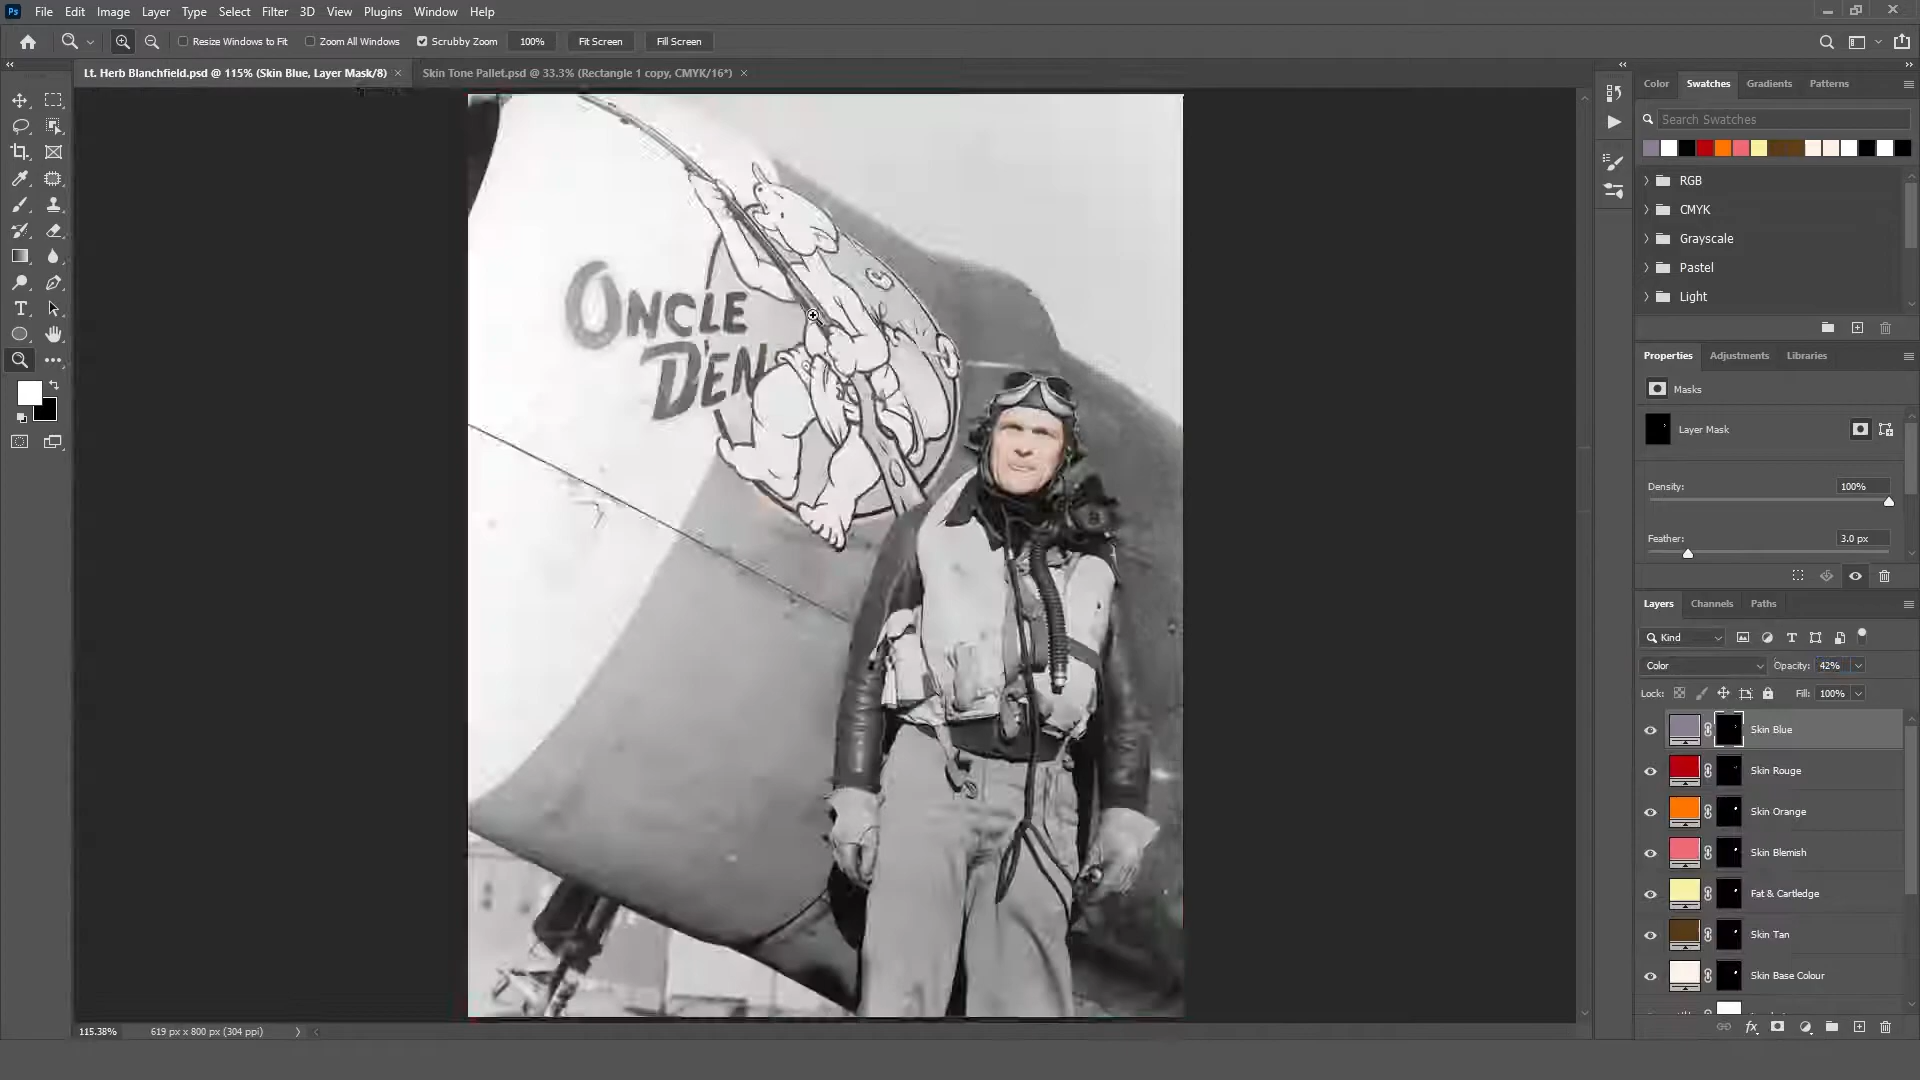 Ps File Edit Image Layer Type Select Filter 3D View Plugins Window Help
Resize Windows to Fit Zoom All Windows Scrubby Zoom 100% Fit Screen Fill Screen
Lt. Herb Blanchfield.psd @ 115% (Skin Blue, Layer Mask/8) × Skin Tone Pallet.psd @ 33.3% (Rectangle 1 copy, CMYK/16*) ×
ONCLE
DEN
115.38% 619 px x 800 px (304 ppi)
Color Swatches Gradients Patterns
Search Swatches
RGB
CMYK
Grayscale
Pastel
Light
Properties Adjustments Libraries
Masks
Layer Mask
Density: 100%
Feather: 3.0 px
Layers Channels Paths
Kind
Color Opacity: 42%
Lock: Fill: 100%
Skin Blue
Skin Rouge
Skin Orange
Skin Blemish
Fat & Cartledge
Skin Tan
Skin Base Colour